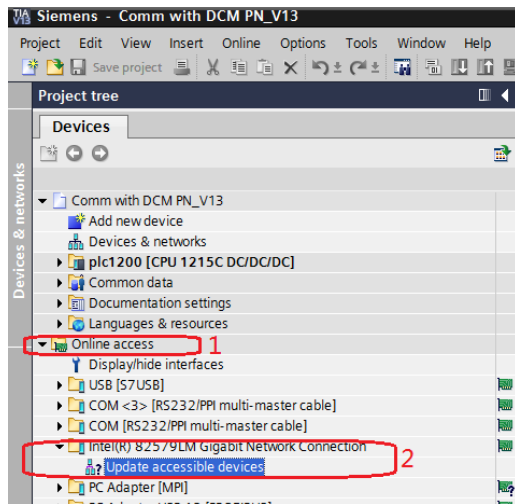 Siemens - Comm with DCM PN_V13
Project Edit View Insert Online Options Tools Window Help
Save project
Project tree
Devices
Devices & networks
Comm with DCM PN_V13
Add new device
Devices & networks
plc1200 [CPU 1215C DC/DC/DC]
Common data
Documentation settings
Languages & resources
Online access 1
Display/hide interfaces
USB [S7USB]
COM <3> [RS232/PPI multi-master cable]
COM [RS232/PPI multi-master cable]
Intel(R) 82579LM Gigabit Network Connection
Update accessible devices 2
PC Adapter [MPI]